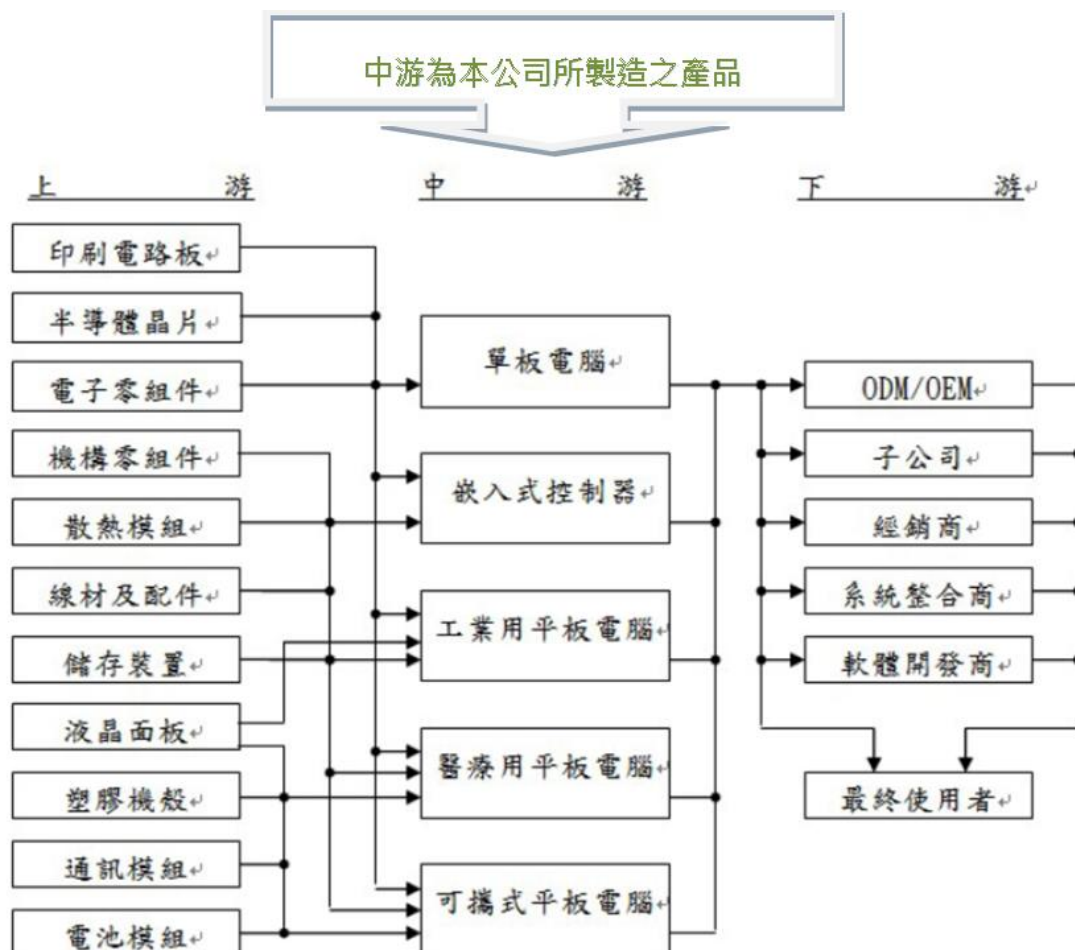 中游為本公司所製造之產品
上游
中游
下游
印刷電路板
半導體晶片
電子零組件
機構零組件
散熱模組
線材及配件
儲存裝置
液晶面板
塑膠機殼
通訊模組
電池模組
單板電腦
嵌入式控制器
工業用平板電腦
醫療用平板電腦
可攜式平板電腦
ODM/OEM
子公司
經銷商
系統整合商
軟體開發商
最終使用者